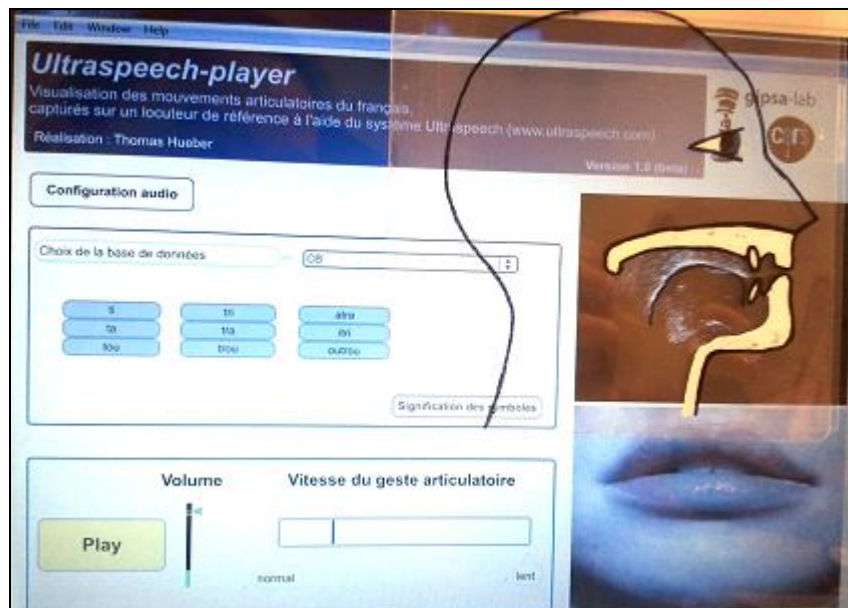 File Edit Window Help
Ultraspeech-player
Visualisation des mouvements articulatoires du français,
capturés sur un locuteur de référence à l'aide du système Ultraspeech (www.ultraspeech.com)
Réalisation : Thomas Hueber
Version 1.0 (beta)
gipsa-lab
Configuration audio
Choix de la base de données
ta tra
tou trou outrou
Signification des symboles
Volume Vitesse du geste articulatoire
Play
normal lent